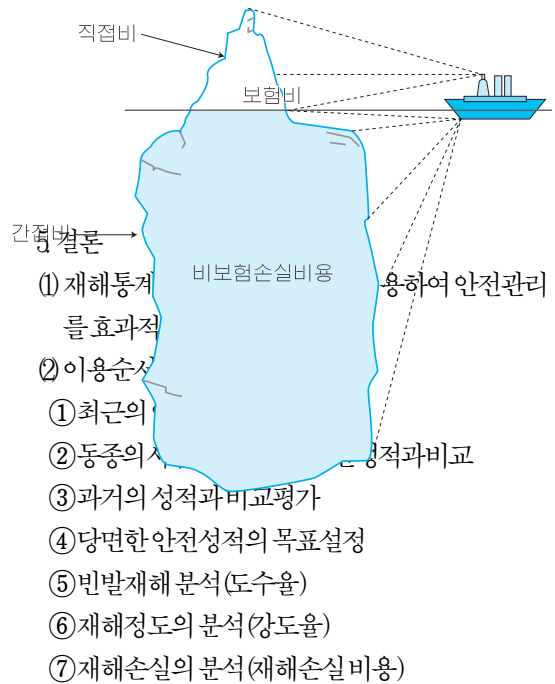 직접비
보험비
간접비
5. 결론
비보험손실비용
(1) 재해통계 용하여 안전관리
를 효과적
(2) 이용순서
① 최근의
② 동종의 성적과 비교
③ 과거의 성적과 비교평가
④ 당면한 안전성적의 목표설정
⑤ 빈발재해 분석(도수율)
⑥ 재해정도의 분석(강도율)
⑦ 재해손실의 분석(재해손실 비용)